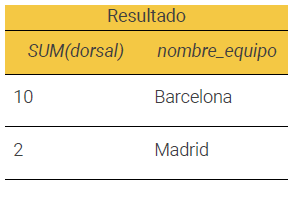 Resultado
SUM(dorsal) nombre_equipo
10 Barcelona
2 Madrid